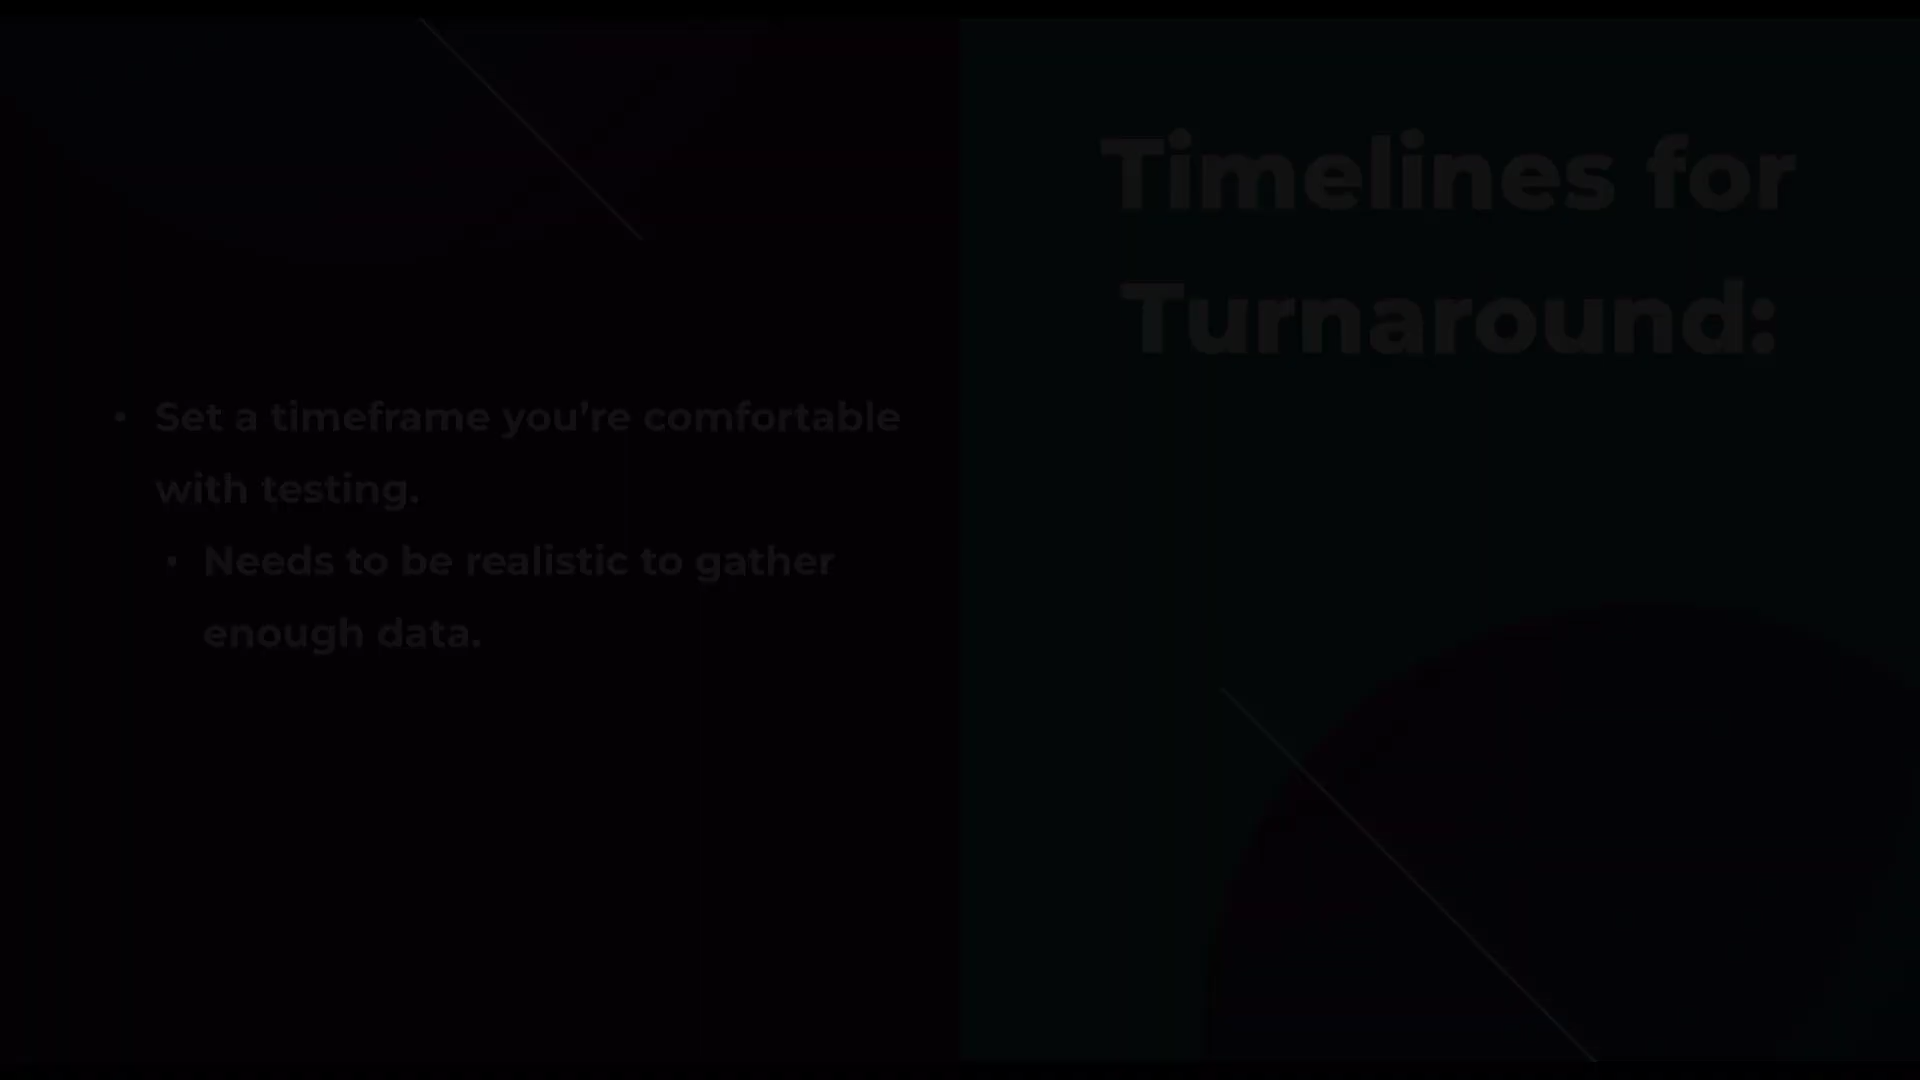 Timelines for
Turnaround:
• Set a timeframe you're comfortable
with testing.
▪ Needs to be realistic to gather
enough data.